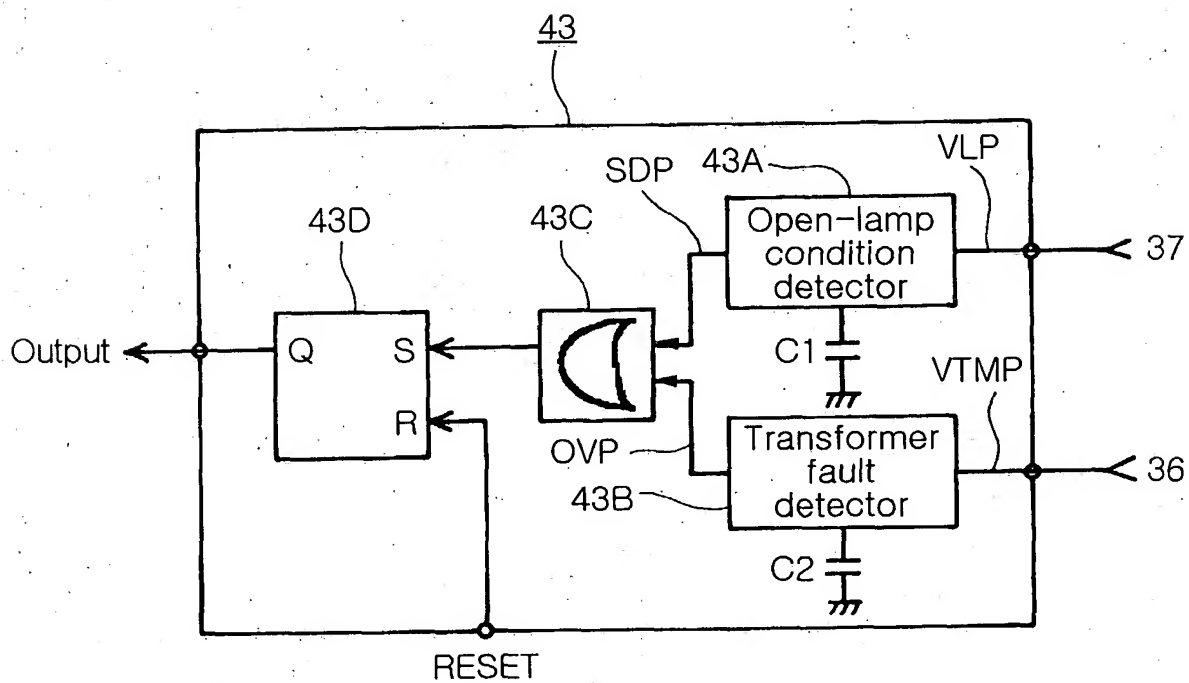 43
VLP
43A
SDP
43C
43D
Open-lamp
condition
detector
37
Output
Q
S
R
C1
VTMP
OVP
43B
Transformer
fault
detector
36
C2
RESET